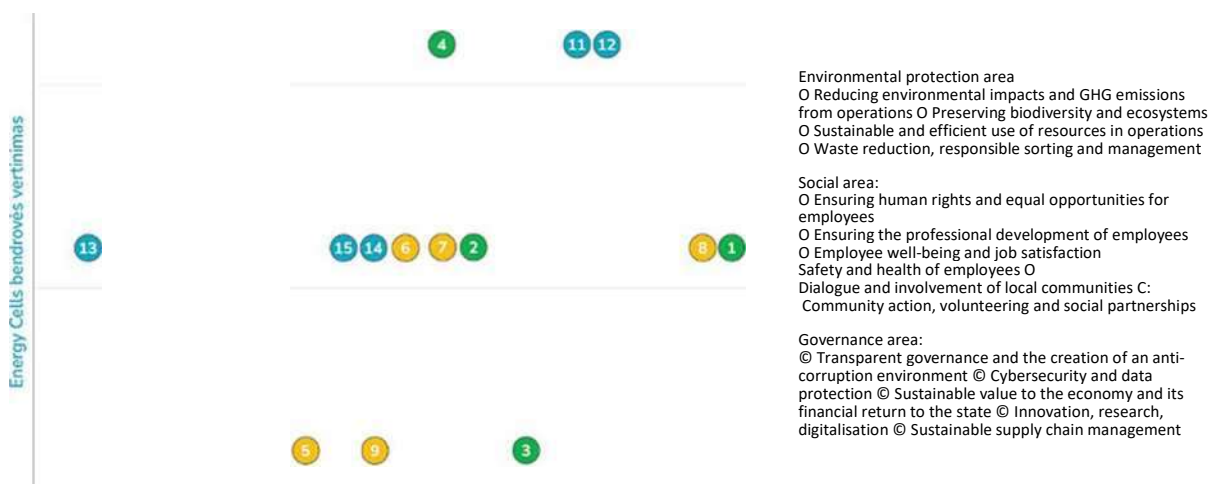 Energy Cells bendrovės vertinimas
4
11 12
13
15 14 6 7 2
8 1
5 9 3
Environmental protection area
O Reducing environmental impacts and GHG emissions
from operations O Preserving biodiversity and ecosystems
O Sustainable and efficient use of resources in operations
O Waste reduction, responsible sorting and management
Social area:
O Ensuring human rights and equal opportunities for
employees
O Ensuring the professional development of employees
O Employee well-being and job satisfaction
Safety and health of employees O
Dialogue and involvement of local communities C:
Community action, volunteering and social partnerships
Governance area:
© Transparent governance and the creation of an anti-
corruption environment © Cybersecurity and data
protection © Sustainable value to the economy and its
financial return to the state © Innovation, research,
digitalisation © Sustainable supply chain management